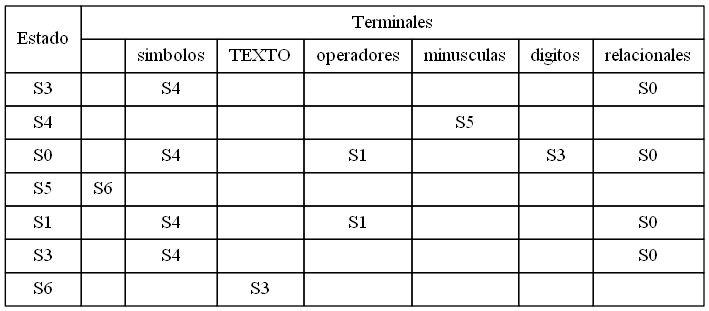 Estado Terminales
simbolos TEXTO operadores minusculas digitos relacionales
S3 S4 S0
S4 S5
S0 S4 S1 S3 S0
S5 S6
S1 S4 S1 S0
S3 S4 S0
S6 S3